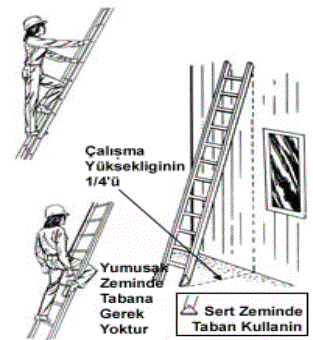 Çalışma
Yüksekliginin
1/4'ü
Yumuşak
Zeminde
Tabana
Gerek
Yoktur
Sert Zeminde
Taban Kullanin